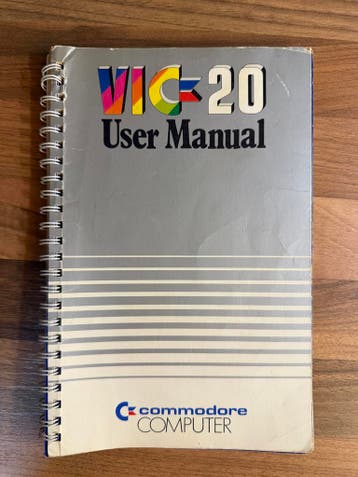 VIC-20
User Manual
commodore
COMPUTER